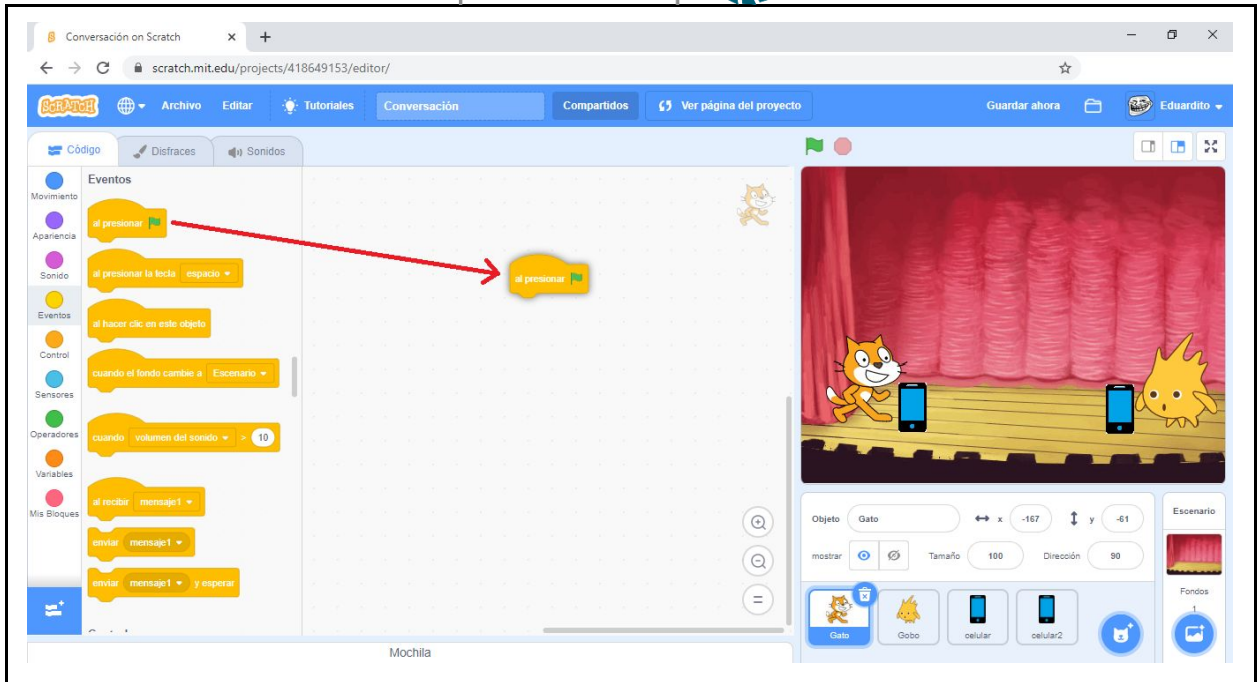 Conversación on Scratch
scratch.mit.edu/projects/418649153/editor/
SCRATCH Archivo Editar Tutoriales Conversación Compartidos Ver página del proyecto Guardar ahora Eduardito
Código Disfraces Sonidos
Movimiento
Apariencia
Sonido
Eventos
Control
Sensores
Operadores
Variables
Mis Bloques
Eventos
al presionar
al presionar la tecla espacio
al hacer clic en este objeto
cuando el fondo cambie a Escenario
cuando volumen del sonido > 10
al recibir mensaje1
enviar mensaje1
enviar mensaje1 y esperar
al presionar
Mochila
Objeto Gato x -167 y -61
mostrar Tamaño 100 Dirección 90
Gato Gobo celular celular2
Escenario
Fondos
1